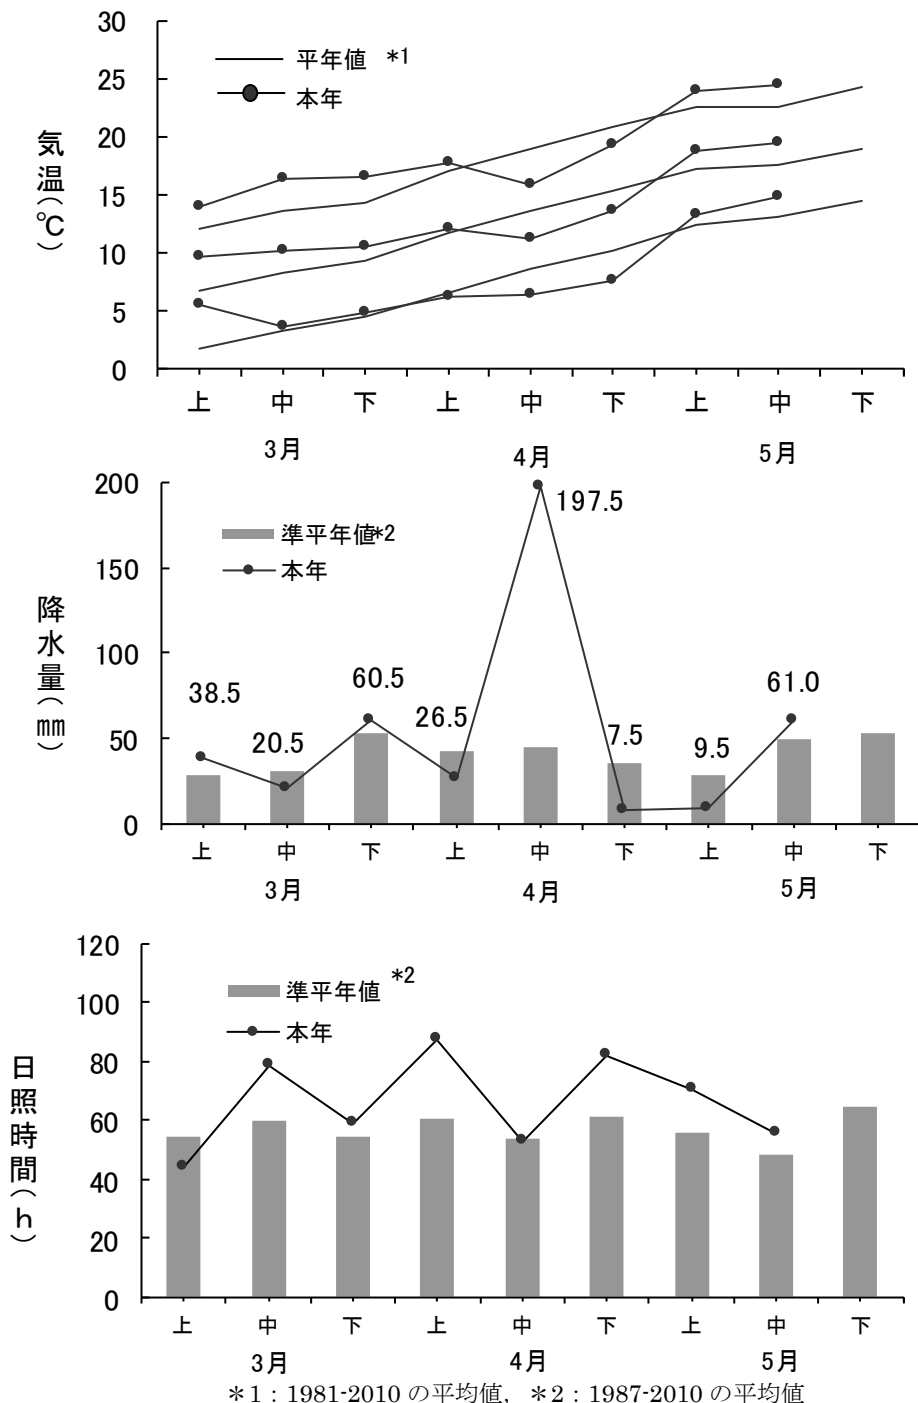 気温(℃)
30
25
20
15
10
5
0
平年値 *1
本年
上 中 下 上 中 下 上 中 下
3月 4月 5月
降水量(㎜)
200
150
100
50
0
準平年値*2
本年
38.5
20.5
60.5
26.5
197.5
7.5
9.5
61.0
上 中 下 上 中 下 上 中 下
3月 4月 5月
日照時間(h)
120
100
80
60
40
20
0
準平年値 *2
本年
上 中 下 上 中 下 上 中 下
3月 4月 5月
*1:1981-2010 の平均値, *2:1987-2010 の平均値